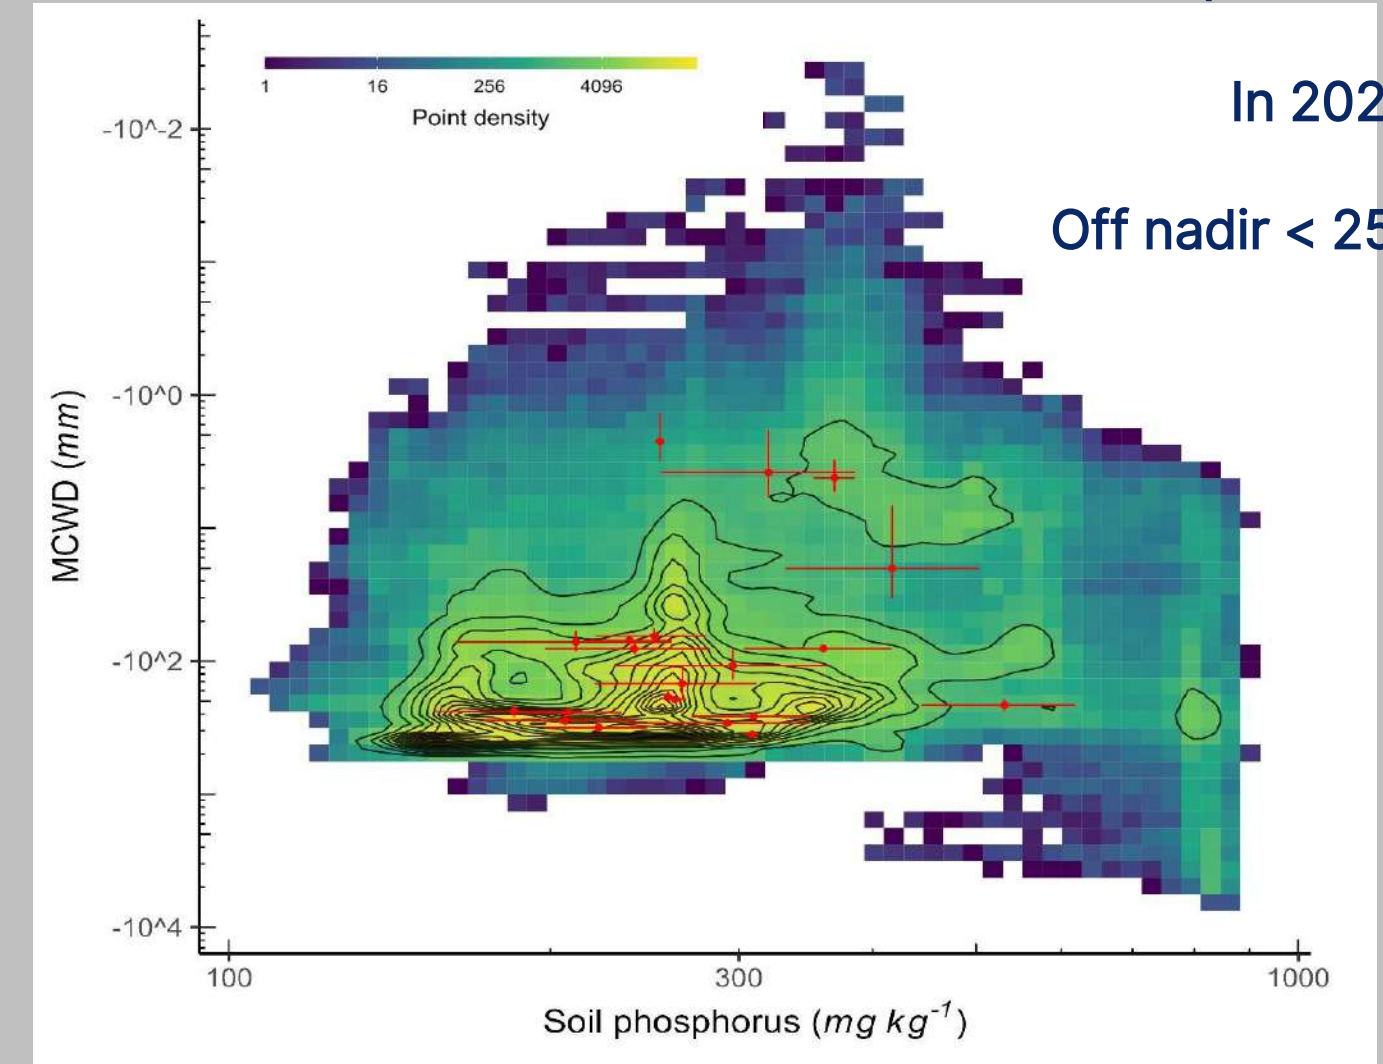 In 202
Off nadir < 25
1 16 256 4096
Point density
-10^-2
-10^0
-10^2
-10^4
MCWD (mm)
100 300 1000
Soil phosphorus (mg kg⁻¹)